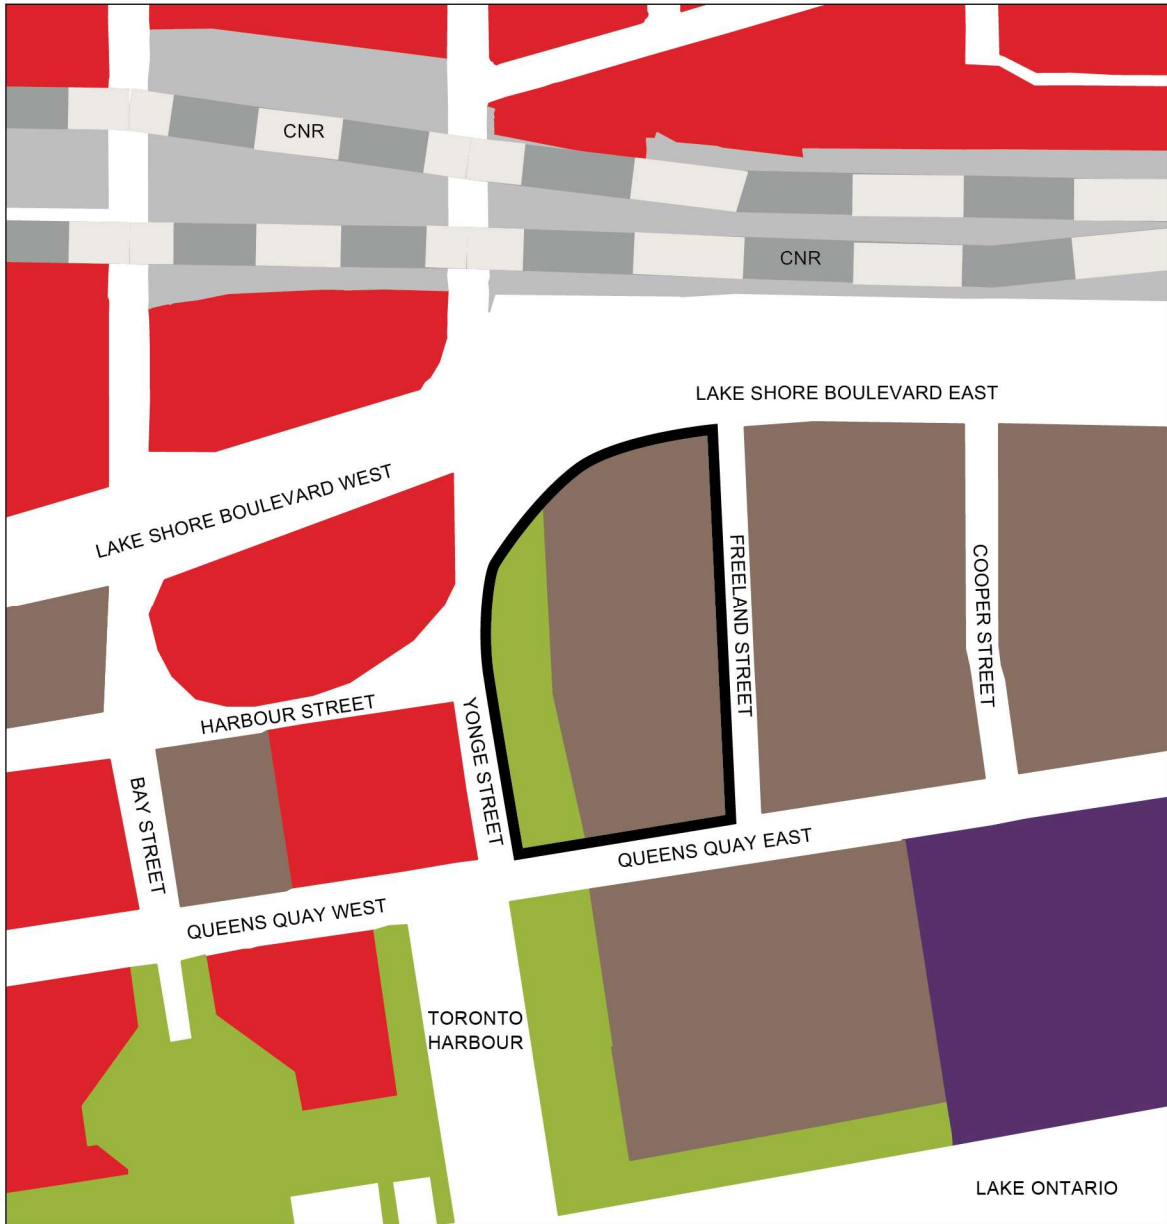 CNR
CNR
LAKE SHORE BOULEVARD EAST
LAKE SHORE BOULEVARD WEST
FREELAND STREET
COOPER STREET
HARBOUR STREET
YONGE STREET
BAY STREET
QUEENS QUAY EAST
QUEENS QUAY WEST
TORONTO
HARBOUR
LAKE ONTARIO